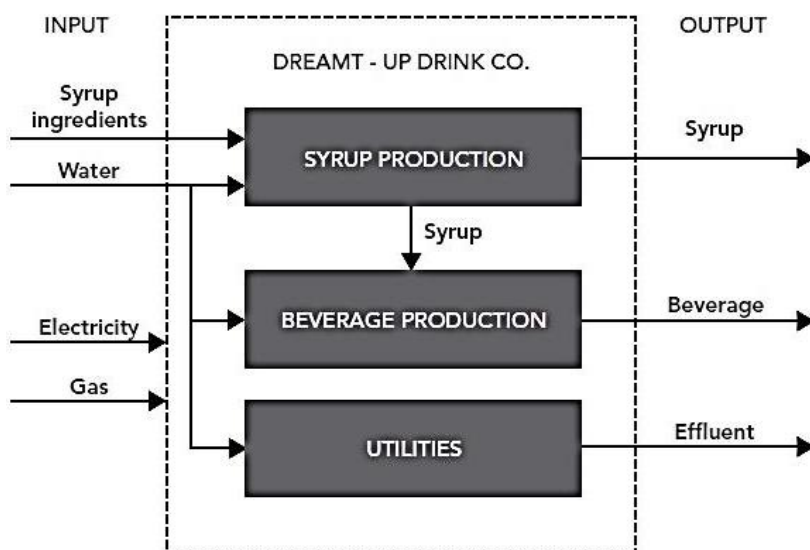 INPUT
DREAMT - UP DRINK CO.
OUTPUT
Syrup
ingredients
Water
SYRUP PRODUCTION
Syrup
Syrup
Electricity
Gas
BEVERAGE PRODUCTION
Beverage
UTILITIES
Effluent